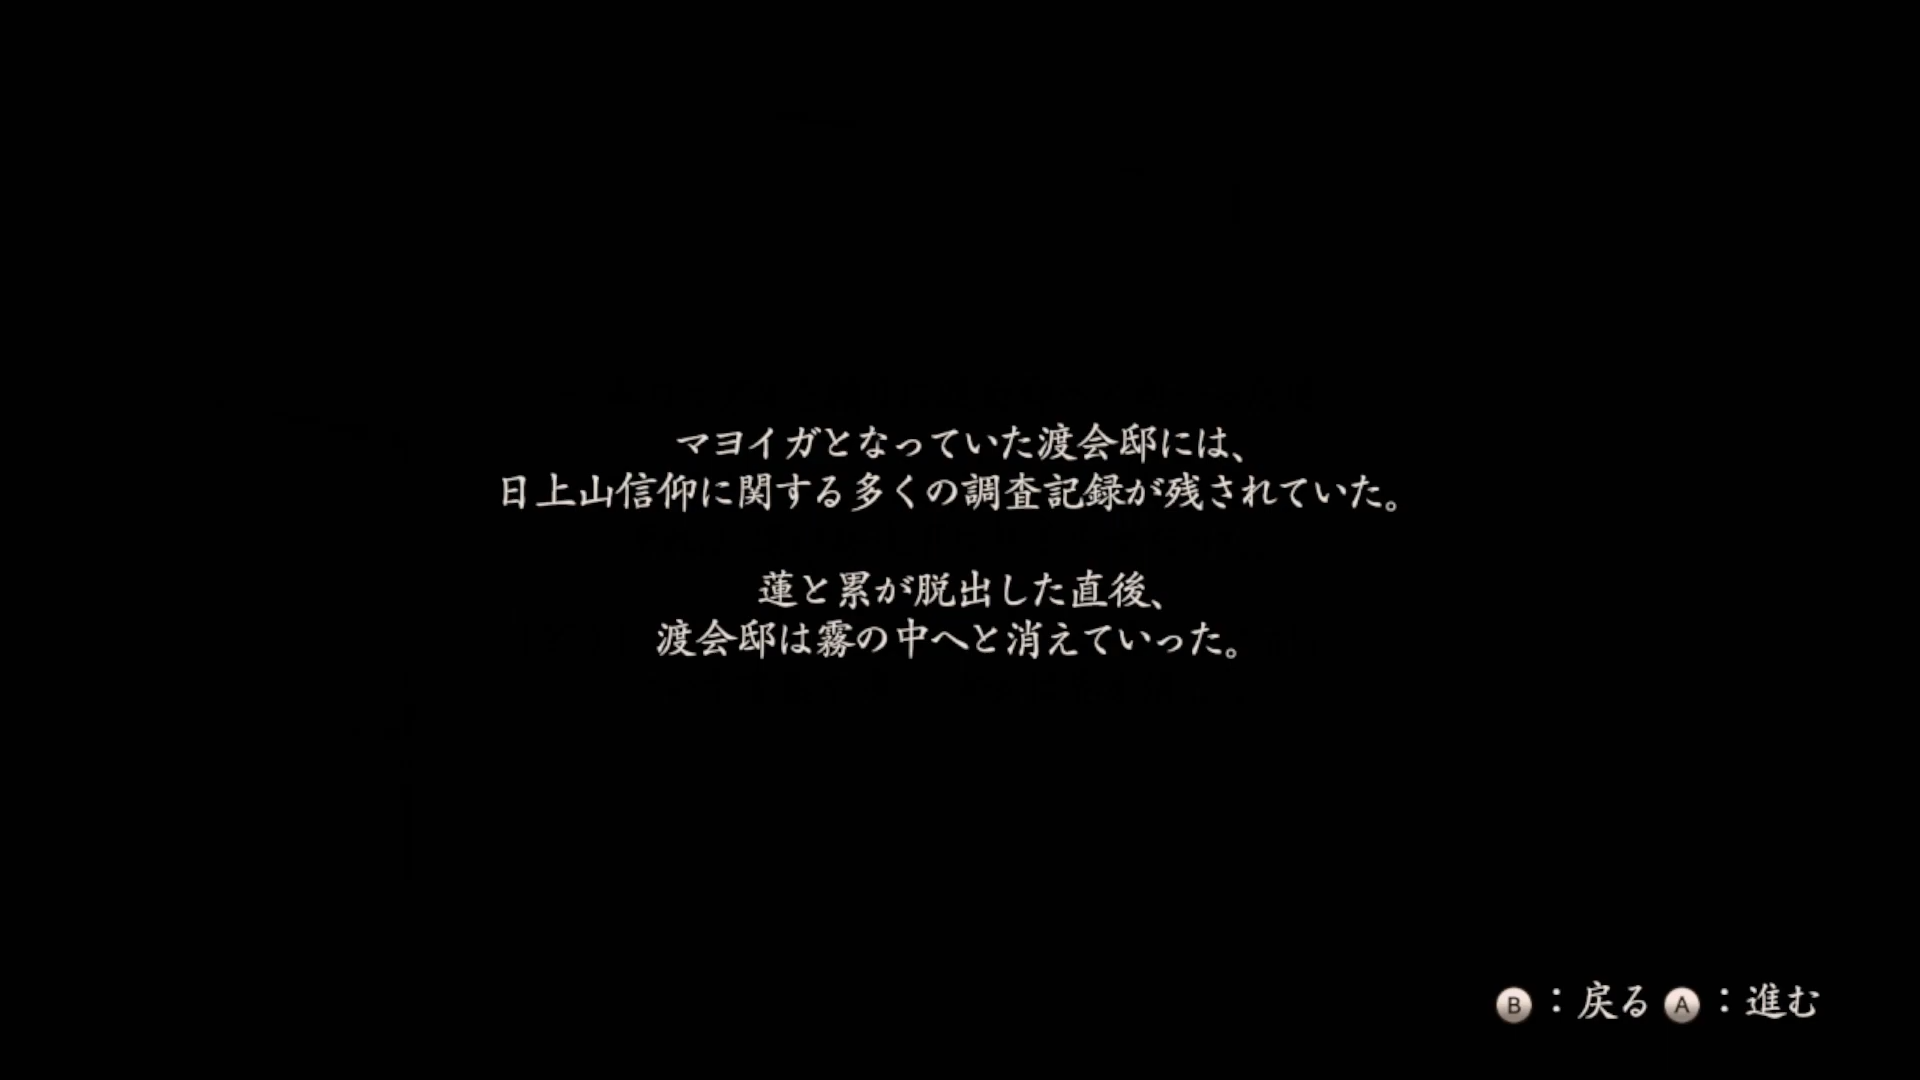 マヨイガとなっていた渡会邸には、
日上山信仰に関する多くの調査記録が残されていた。
蓮と累が脱出した直後、
渡会邸は霧の中へと消えていった。
B：戻る A：進む